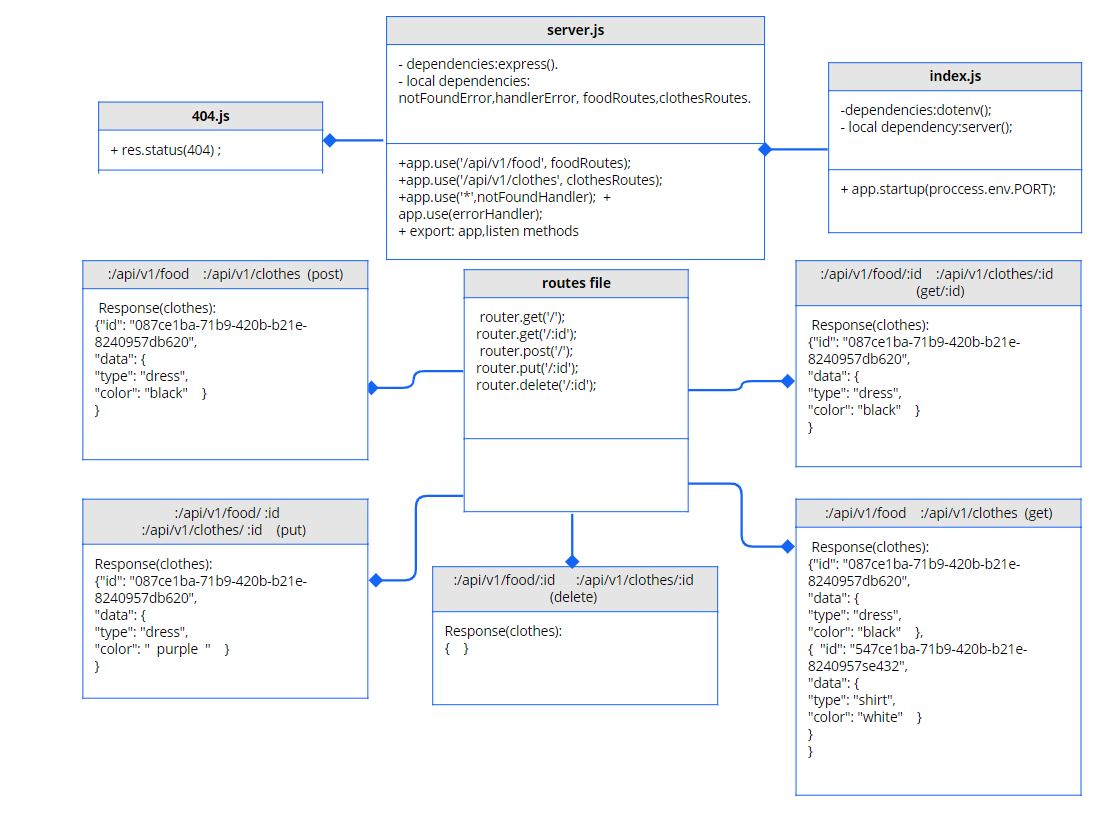 server.js
- dependencies:express().
- local dependencies:
notFoundError,handlerError, foodRoutes,clothesRoutes.
+app.use('/api/v1/food', foodRoutes);
+app.use('/api/v1/clothes', clothesRoutes);
+app.use('*',notFoundHandler);  +
app.use(errorHandler);
+ export: app,listen methods
index.js
-dependencies:dotenv();
- local dependency:server();
+ app.startup(proccess.env.PORT);
404.js
+ res.status(404) ;
:/api/v1/food    :/api/v1/clothes  (post)
Response(clothes):
{"id": "087ce1ba-71b9-420b-b21e-
8240957db620",
"data": {
"type": "dress",
"color": "black"    }
}
routes file
router.get('/');
router.get('/:id');
router.post('/');
router.put('/:id);
router.delete('/:id);
:/api/v1/food/:id    :/api/v1/clothes/:id
(get/:id)
Response(clothes):
{"id": "087ce1ba-71b9-420b-b21e-
8240957db620",
"data": {
"type": "dress",
"color": "black"    }
}
:/api/v1/food/ :id
:/api/v1/clothes/ :id    (put)
Response(clothes):
{"id": "087ce1ba-71b9-420b-b21e-
8240957db620",
"data": {
"type": "dress",
"color": "  purple  "    }
}
:/api/v1/food/:id      :/api/v1/clothes/:id
(delete)
Response(clothes):
{    }
:/api/v1/food    :/api/v1/clothes  (get)
Response(clothes):
{"id": "087ce1ba-71b9-420b-b21e-
8240957db620",
"data": {
"type": "dress",
"color": "black"    },
{  "id": "547ce1ba-71b9-420b-b21e-
8240957se432",
"data": {
"type": "shirt",
"color": "white"    }
}
}